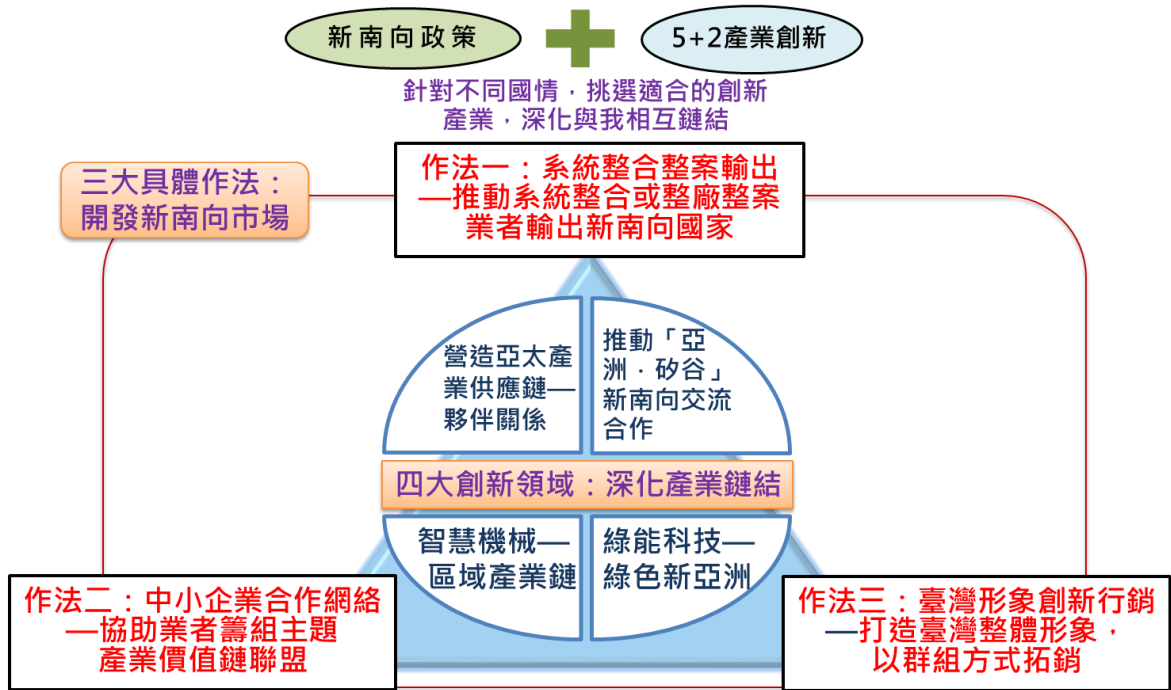 新南向政策
5+2產業創新
針對不同國情，挑選適合的創新
產業，深化與我相互鏈結
三大具體作法：
開發新南向市場
作法一：系統整合整案輸出
—推動系統整合或整廠整案
業者輸出新南向國家
營造亞太產
業供應鏈—
夥伴關係
推動「亞
洲．矽谷」
新南向交流
合作
四大創新領域：深化產業鏈結
智慧機械—
區域產業鏈
綠能科技—
綠色新亞洲
作法二：中小企業合作網絡
—協助業者籌組主題
產業價值鏈聯盟
作法三：臺灣形象創新行銷
—打造臺灣整體形象，
以群組方式拓銷